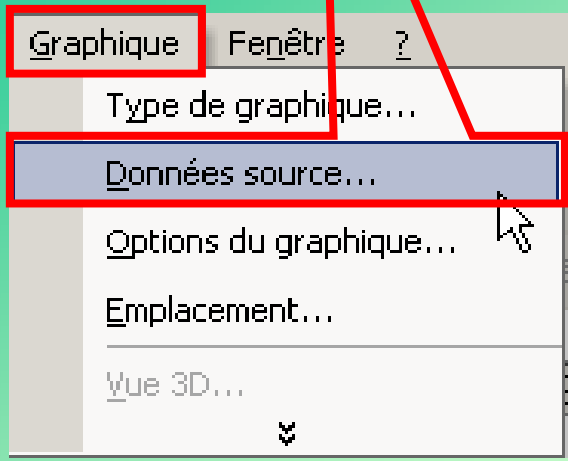 Graphique Fenêtre ?
Type de graphique...
Données source...
Options du graphique...
Emplacement...
Vue 3D...